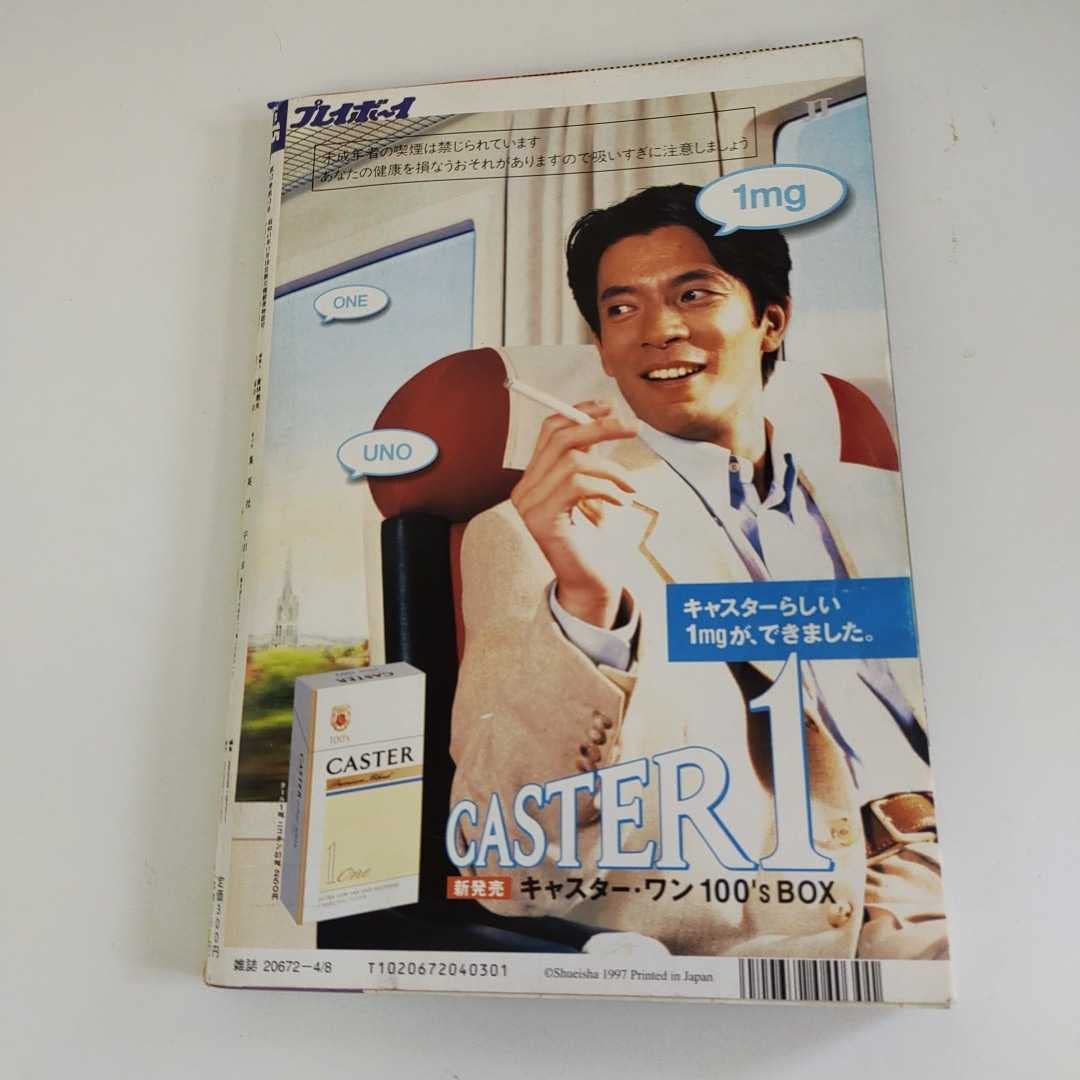 プレイボーイ
JT
未成年者の喫煙は禁じられています
あなたの健康を損なうおそれがありますので吸いすぎに注意しましょう
1mg
ONE
UNO
キャスターらしい
1mgが、できました。
CASTER
100's
CASTER
1 One
CASTER 1
新発売 キャスター・ワン 100's BOX
雑誌 20672-4/8
T1020672040301
©Shueisha 1997 Printed in Japan